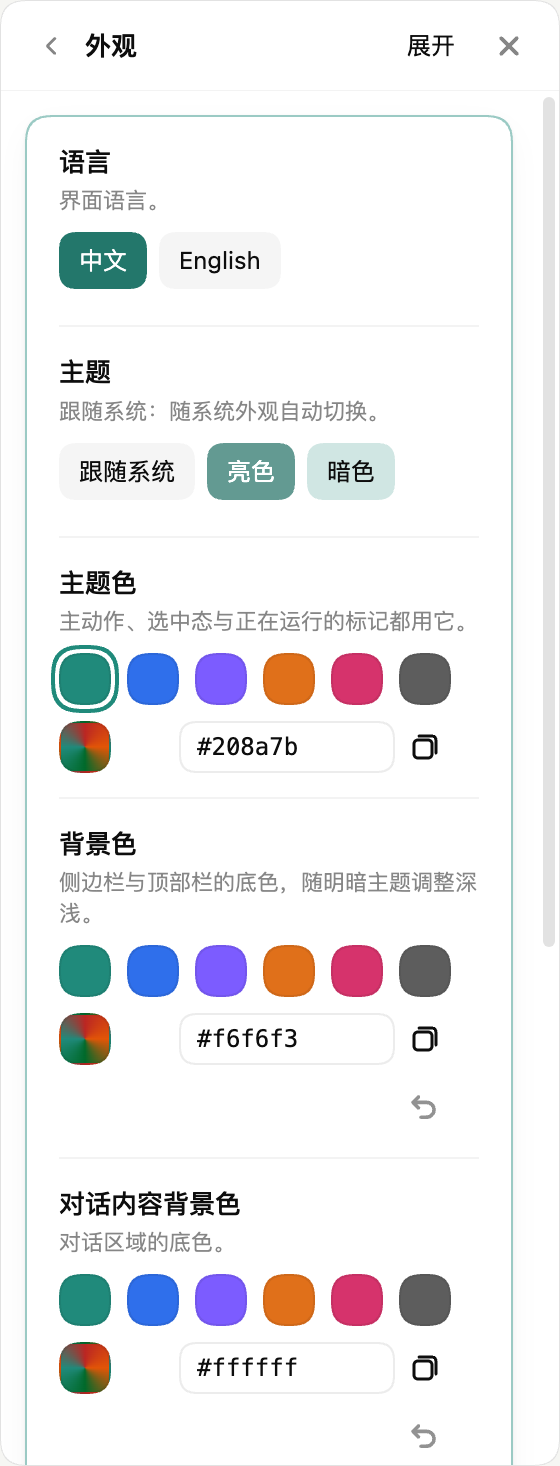 外观
展开
语言
界面语言。
中文
English
主题
跟随系统：随系统外观自动切换。
跟随系统
亮色
暗色
主题色
主动作、选中态与正在运行的标记都用它。
#208a7b
背景色
侧边栏与顶部栏的底色，随明暗主题调整深
浅。
#f6f6f3
对话内容背景色
对话区域的底色。
#ffffff